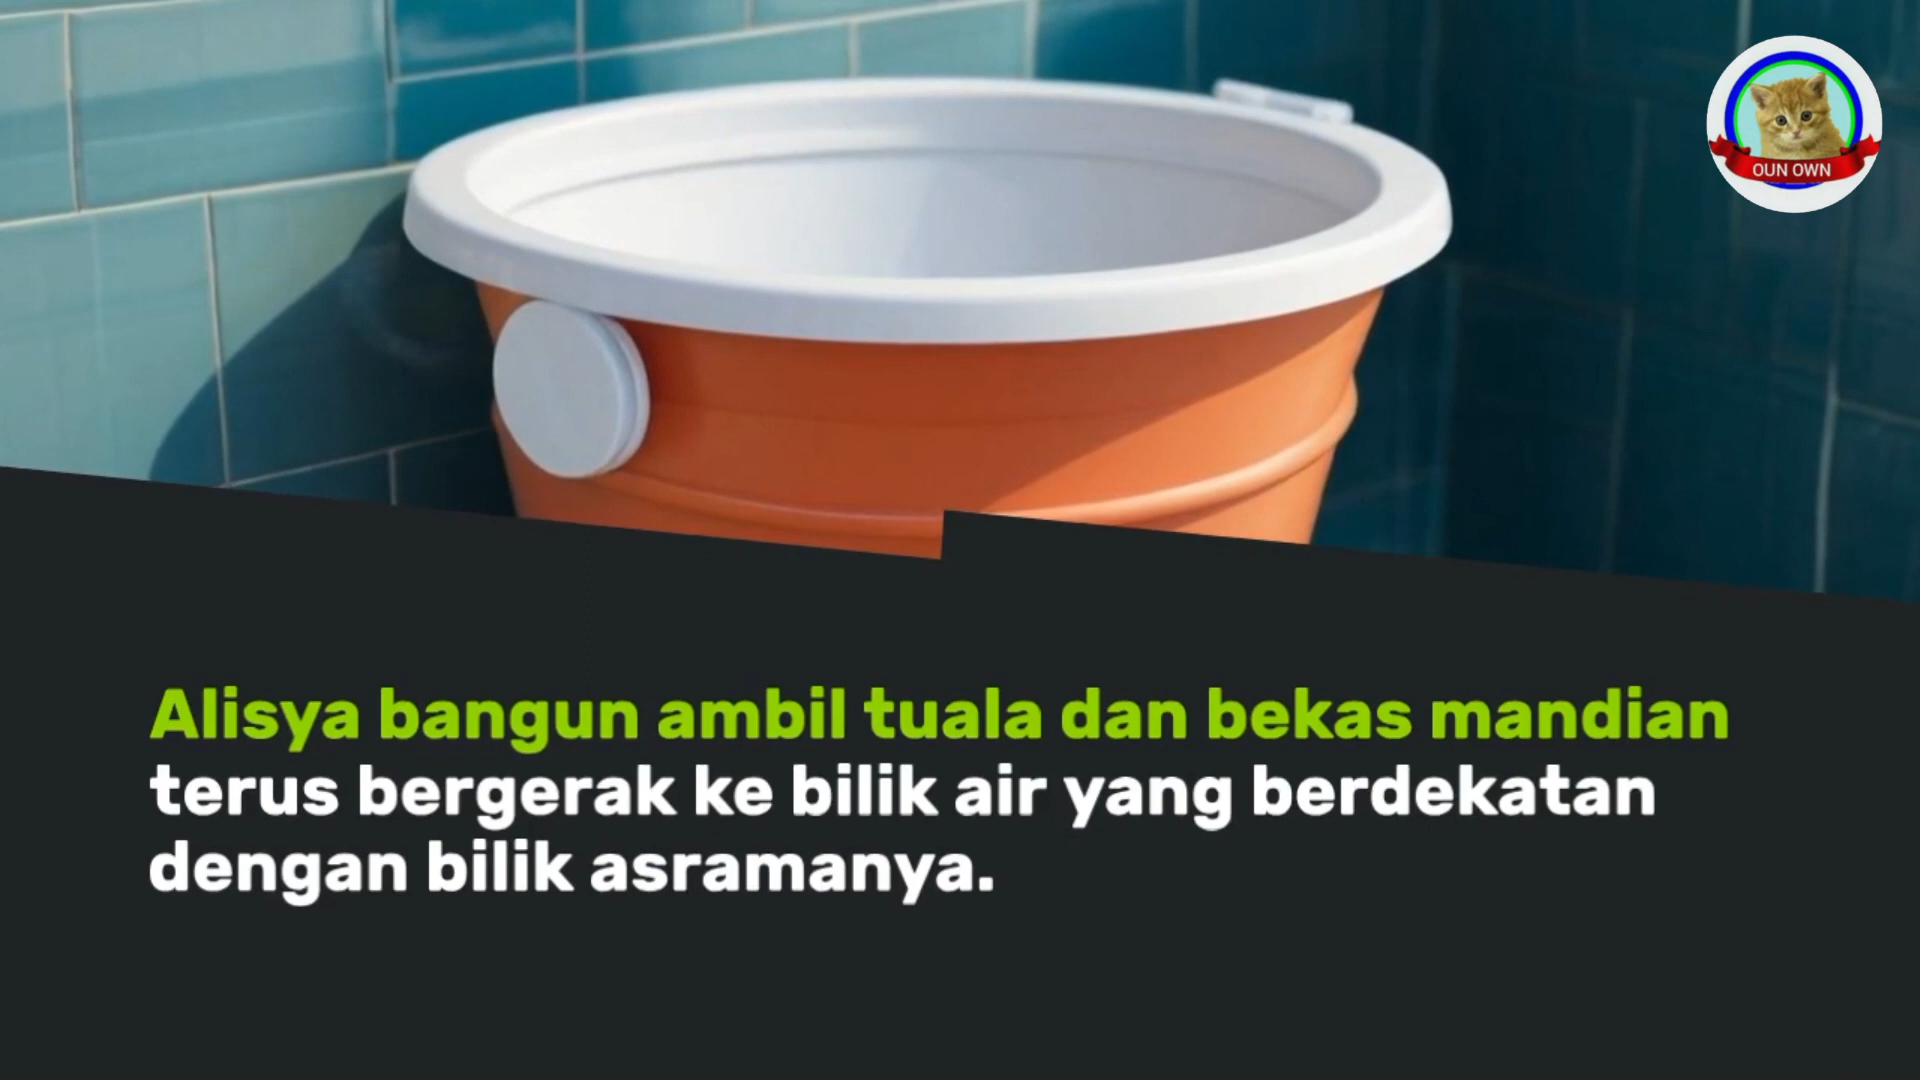 OUN OWN
Alisya bangun ambil tuala dan bekas mandian
terus bergerak ke bilik air yang berdekatan
dengan bilik asramanya.